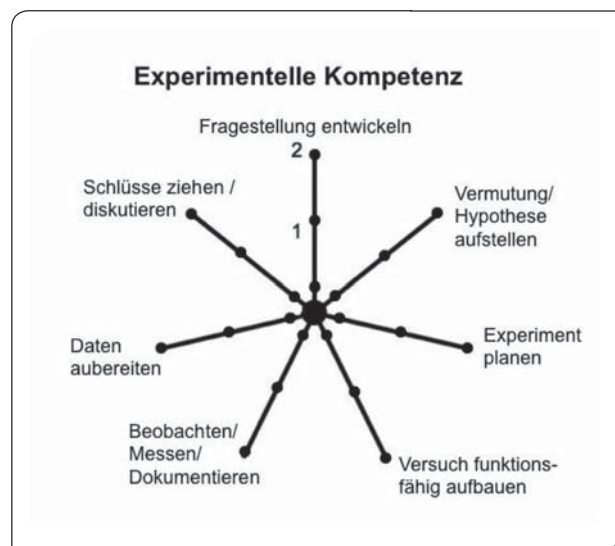 Experimentelle Kompetenz
Fragestellung entwickeln
2
1
Schlüsse ziehen /
diskutieren
Vermutung/
Hypothese
aufstellen
Daten
aubereiten
Experiment
planen
Beobachten/
Messen/
Dokumentieren
Versuch funktions-
fähig aufbauen